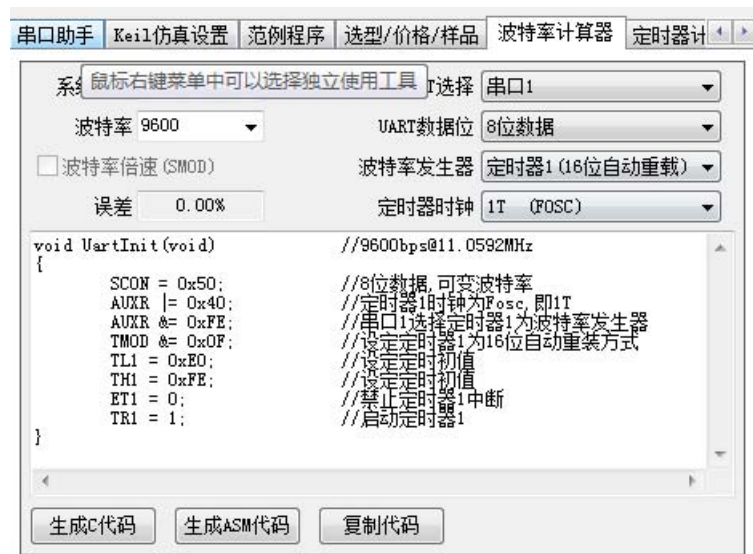 串口助手 Keil仿真设置 范例程序 选型/价格/样品 波特率计算器 定时器计
鼠标右键菜单中可以选择独立使用工具 T选择 串口1
波特率 9600 UART数据位 8位数据
波特率倍速(SMOD) 波特率发生器 定时器1(16位自动重载)
误差 0.00% 定时器时钟 1T (FOSC)
void UartInit(void) //9600bps@11.0592MHz
{
SCON = 0x50; //8位数据,可变波特率
AUXR |= 0x40; //定时器1时钟为Fosc,即1T
AUXR &= 0xFE; //串口1选择定时器1为波特率发生器
TMOD &= 0x0F; //设定定时器1为16位自动重装方式
TL1 = 0xE0; //设定定时初值
TH1 = 0xFE; //设定定时初值
ET1 = 0; //禁止定时器1中断
TR1 = 1; //启动定时器1
}
生成C代码 生成ASM代码 复制代码